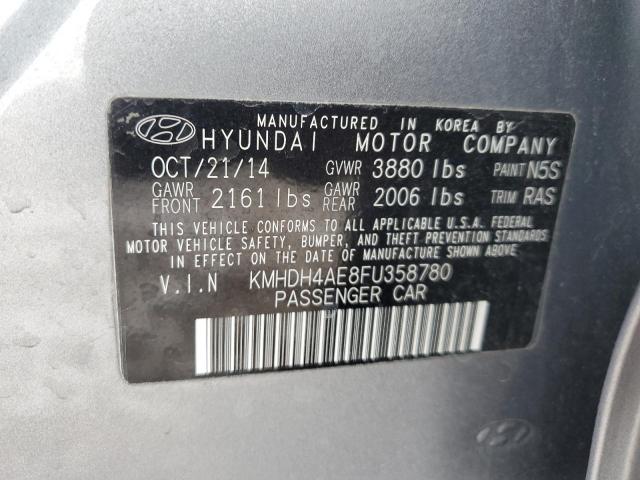 MANUFACTURED IN KOREA BY
HYUNDAI MOTOR COMPANY
OCT/21/14 GVWR 3880 lbs PAINT N5S
GAWR FRONT 2161 lbs GAWR REAR 2006 lbs TRIM RAS
THIS VEHICLE CONFORMS TO ALL APPLICABLE U.S.A. FEDERAL
MOTOR VEHICLE SAFETY, BUMPER, AND THEFT PREVENTION STANDARDS
IN EFFECT ON THE DATE OF MANUFACTURE SHOWN ABOVE.
V.I.N KMHDH4AE8FU358780
PASSENGER CAR